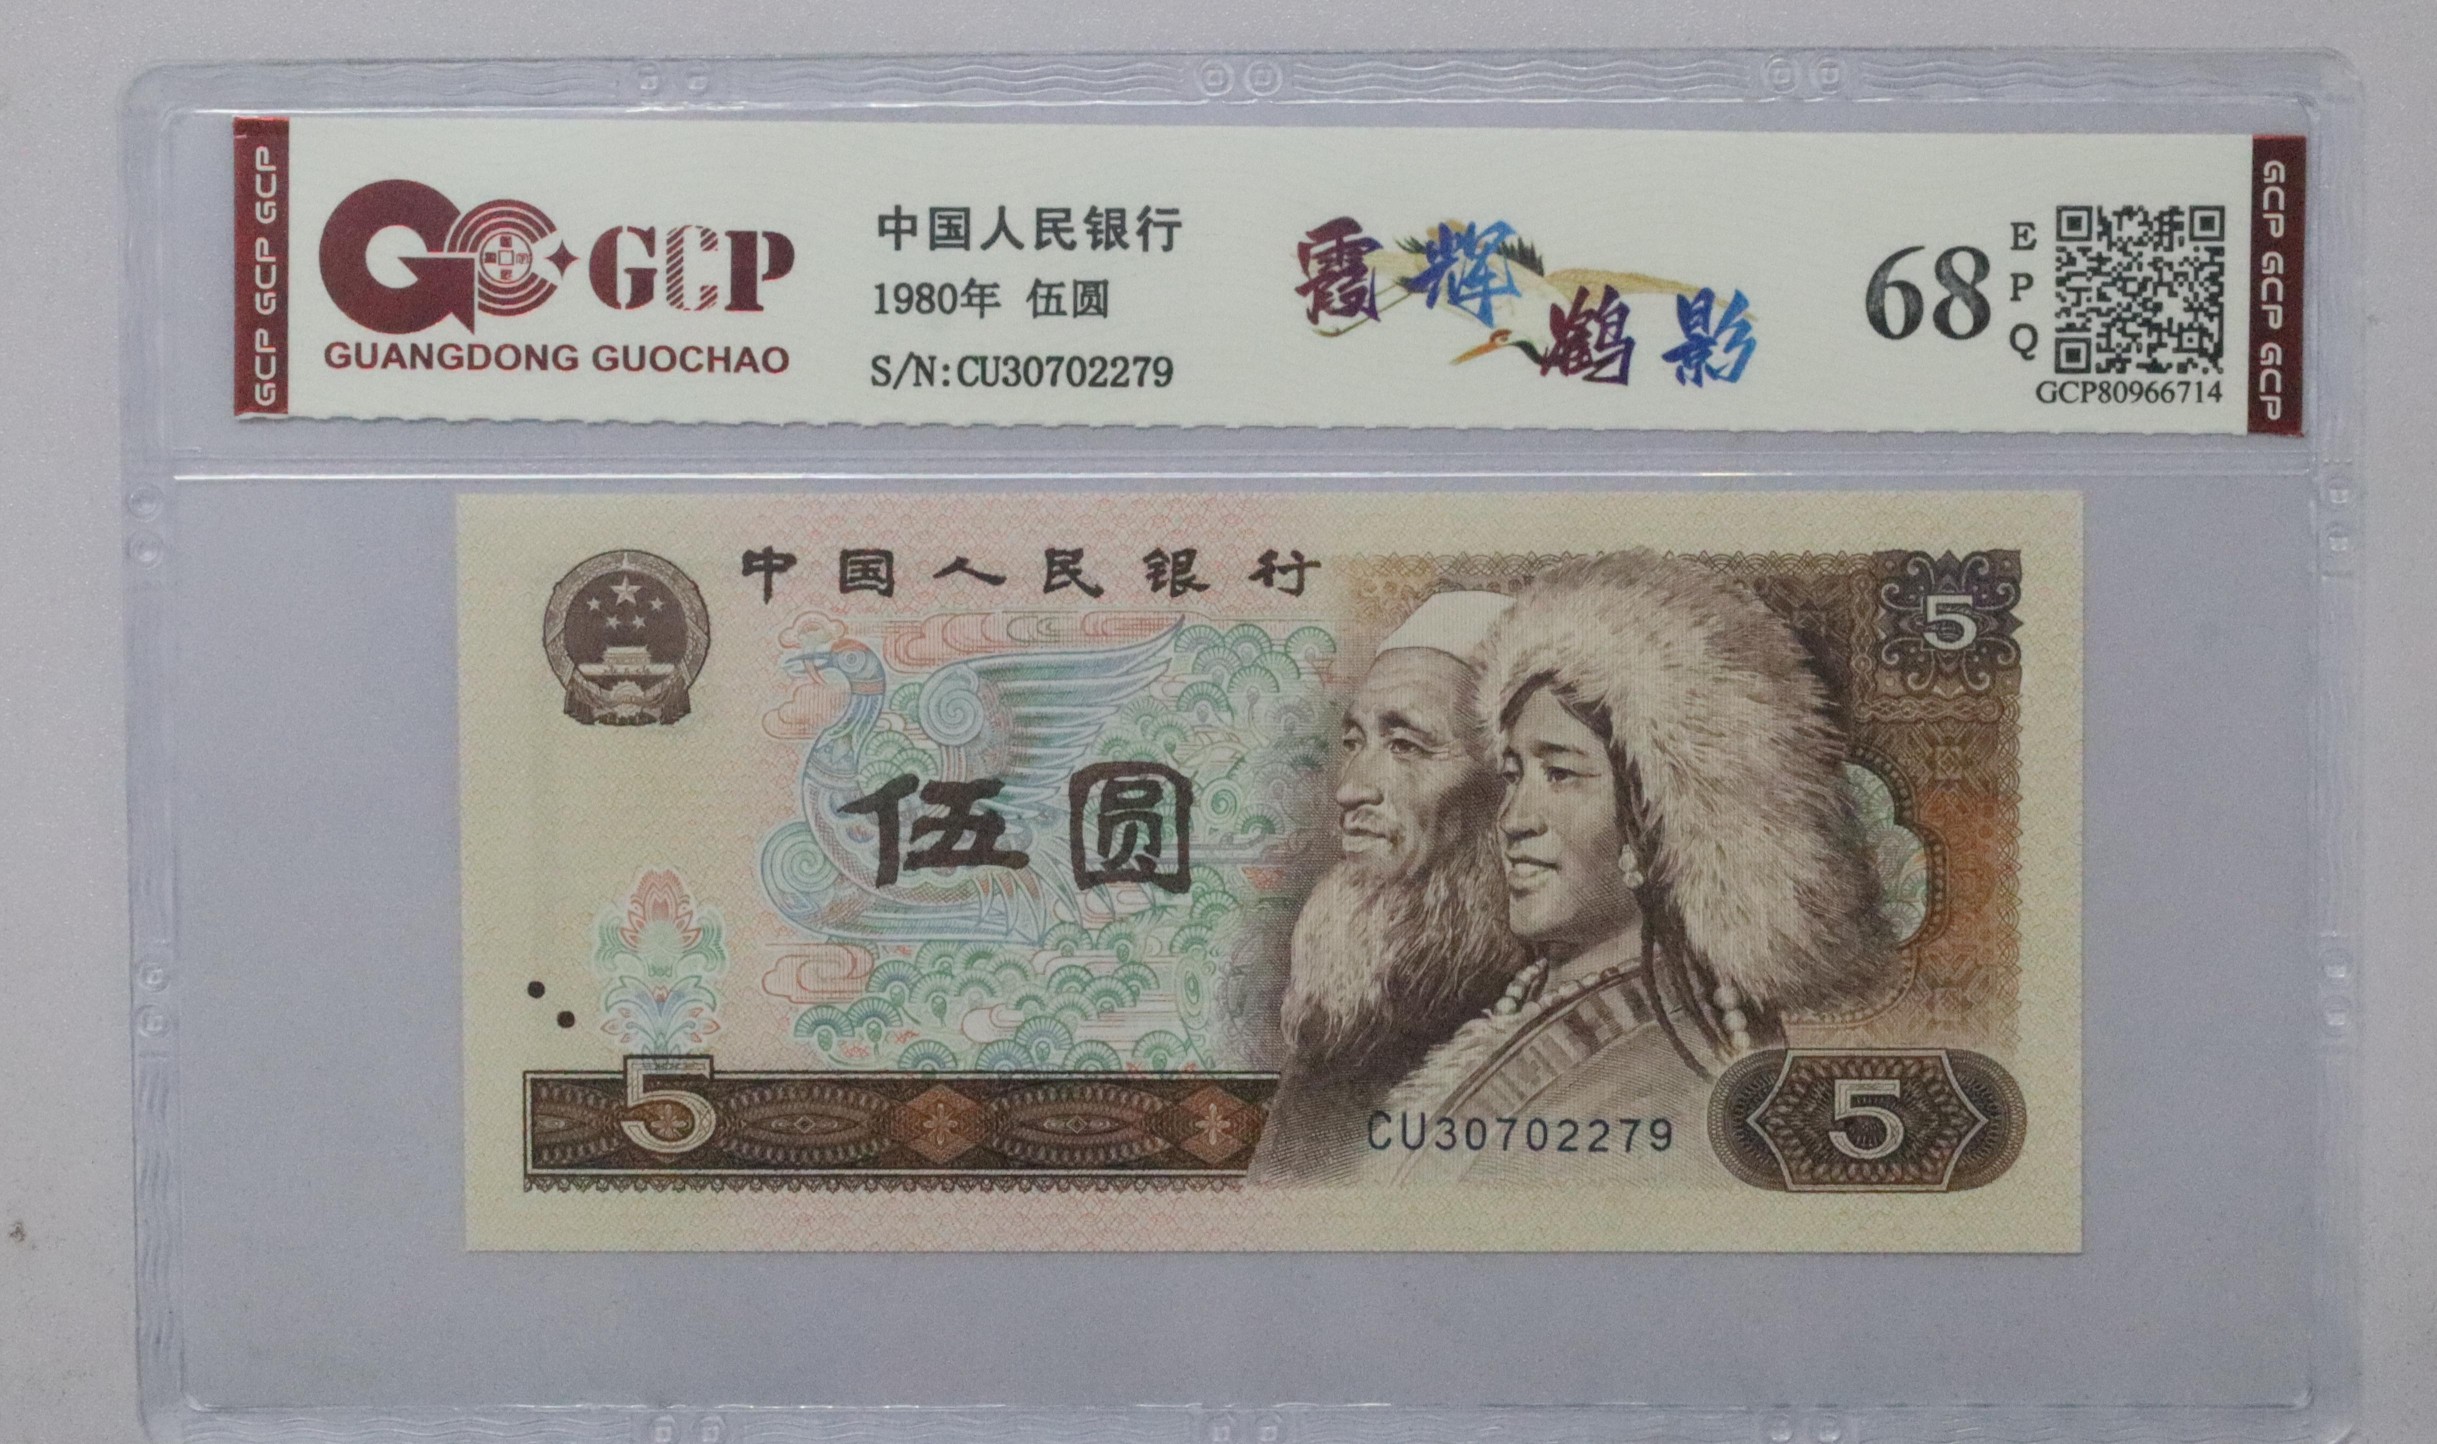 GCP GCP GCP
GCP
GUANGDONG GUOCHAO
中国人民银行
1980年 伍圆
S/N:CU30702279
霞辉
鹤影
68
EPQ
GCP80966714
GCP GCP GCP
中国人民银行
5
伍圆
5
CU30702279
5